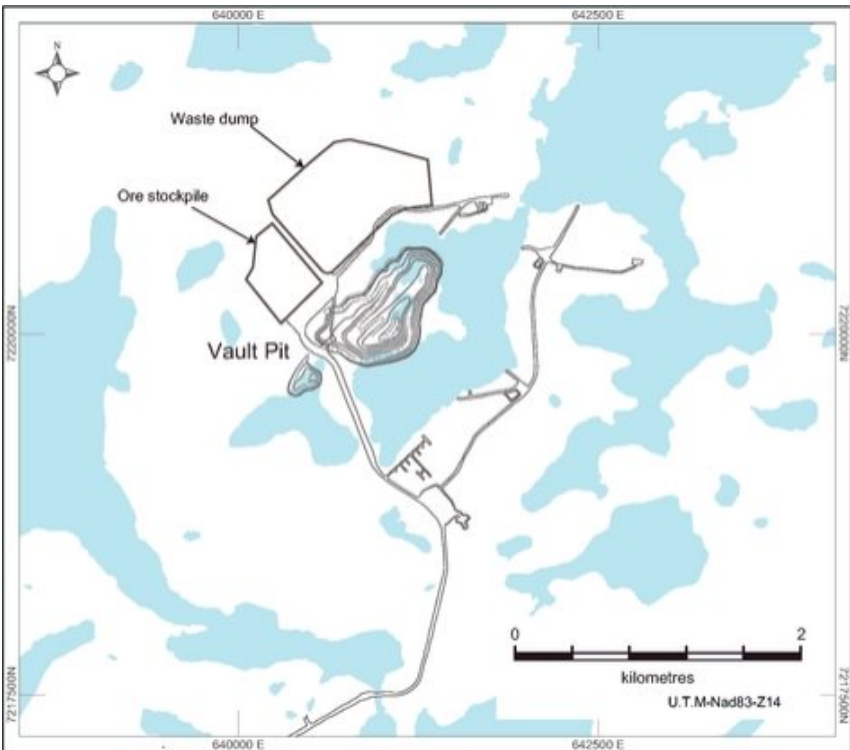 640000 E
642500 E
N
Waste dump
Ore stockpile
7220000N
7220000N
Vault Pit
0
2
kilometres
U.T.M-Nad83-Z14
7217500N
7217500N
640000 E
642500 E